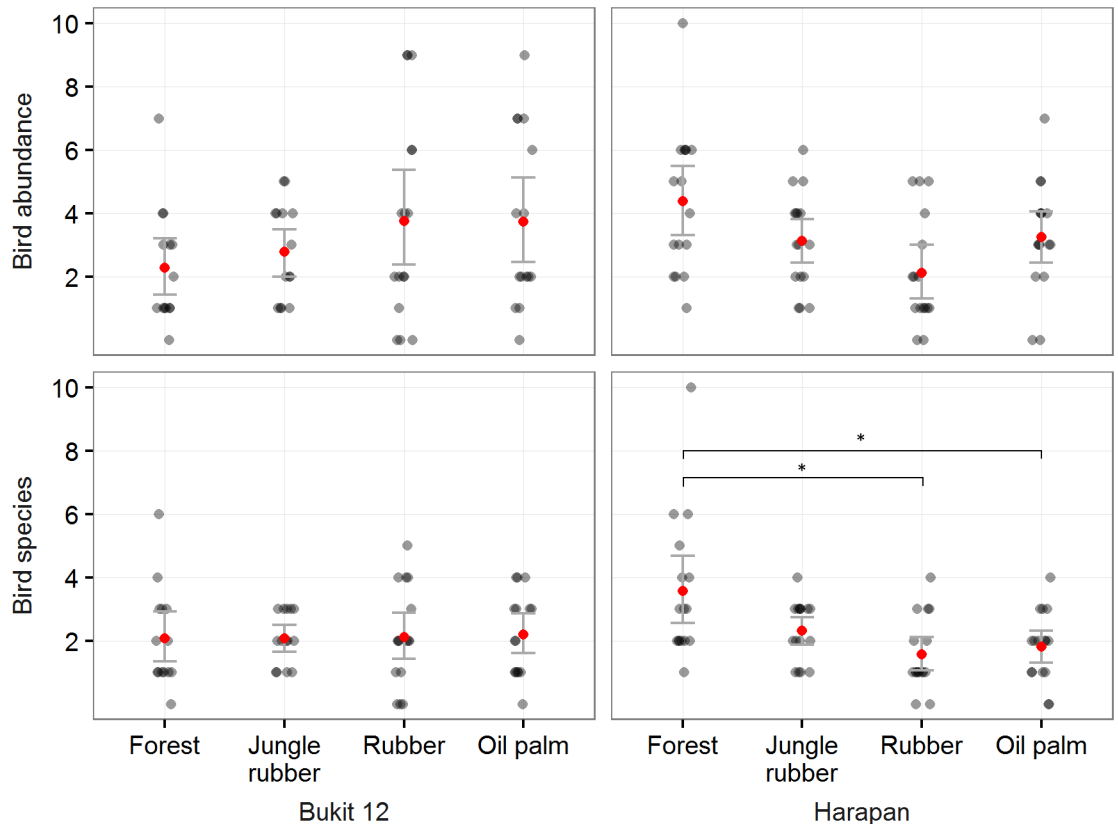 Bird abundance
10
8
6
4
2
Bird species
10
8
6
4
2
*
*
Forest
Jungle
rubber
Rubber
Oil palm
Forest
Jungle
rubber
Rubber
Oil palm
Bukit 12
Harapan